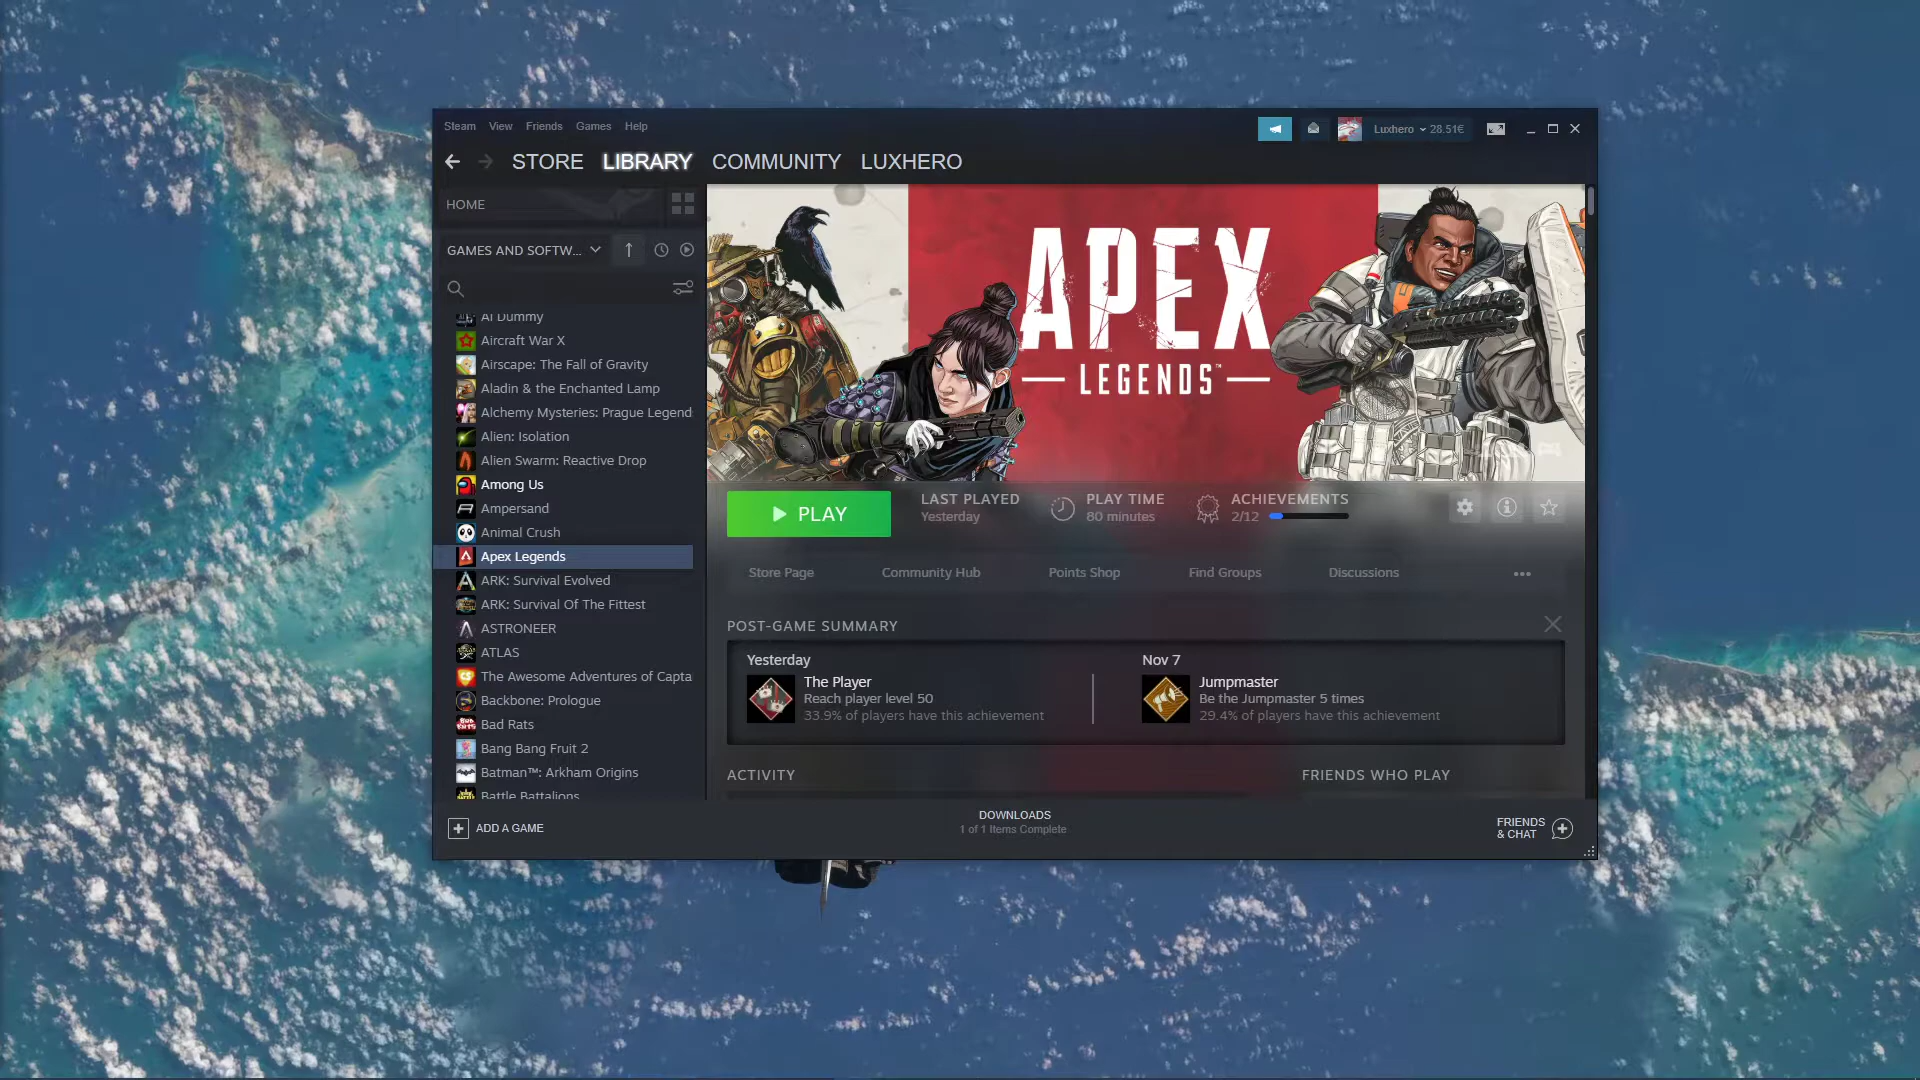 Steam View Friends Games Help
Luxhero 28.51€
STORE LIBRARY COMMUNITY LUXHERO
HOME
GAMES AND SOFTW...
AI Dummy
Aircraft War X
Airscape: The Fall of Gravity
Aladin & the Enchanted Lamp
Alchemy Mysteries: Prague Legend
Alien: Isolation
Alien Swarm: Reactive Drop
Among Us
Ampersand
Animal Crush
Apex Legends
ARK: Survival Evolved
ARK: Survival Of The Fittest
ASTRONEER
ATLAS
The Awesome Adventures of Capta
Backbone: Prologue
Bad Rats
Bang Bang Fruit 2
Batman™: Arkham Origins
Battle Battalions
APEX
LEGENDS™
PLAY
LAST PLAYED
Yesterday
PLAY TIME
80 minutes
ACHIEVEMENTS
2/12
Store Page Community Hub Points Shop Find Groups Discussions
POST-GAME SUMMARY
Yesterday
The Player
Reach player level 50
33.9% of players have this achievement
Nov 7
Jumpmaster
Be the Jumpmaster 5 times
29.4% of players have this achievement
ACTIVITY
FRIENDS WHO PLAY
ADD A GAME
DOWNLOADS
1 of 1 Items Complete
FRIENDS
& CHAT